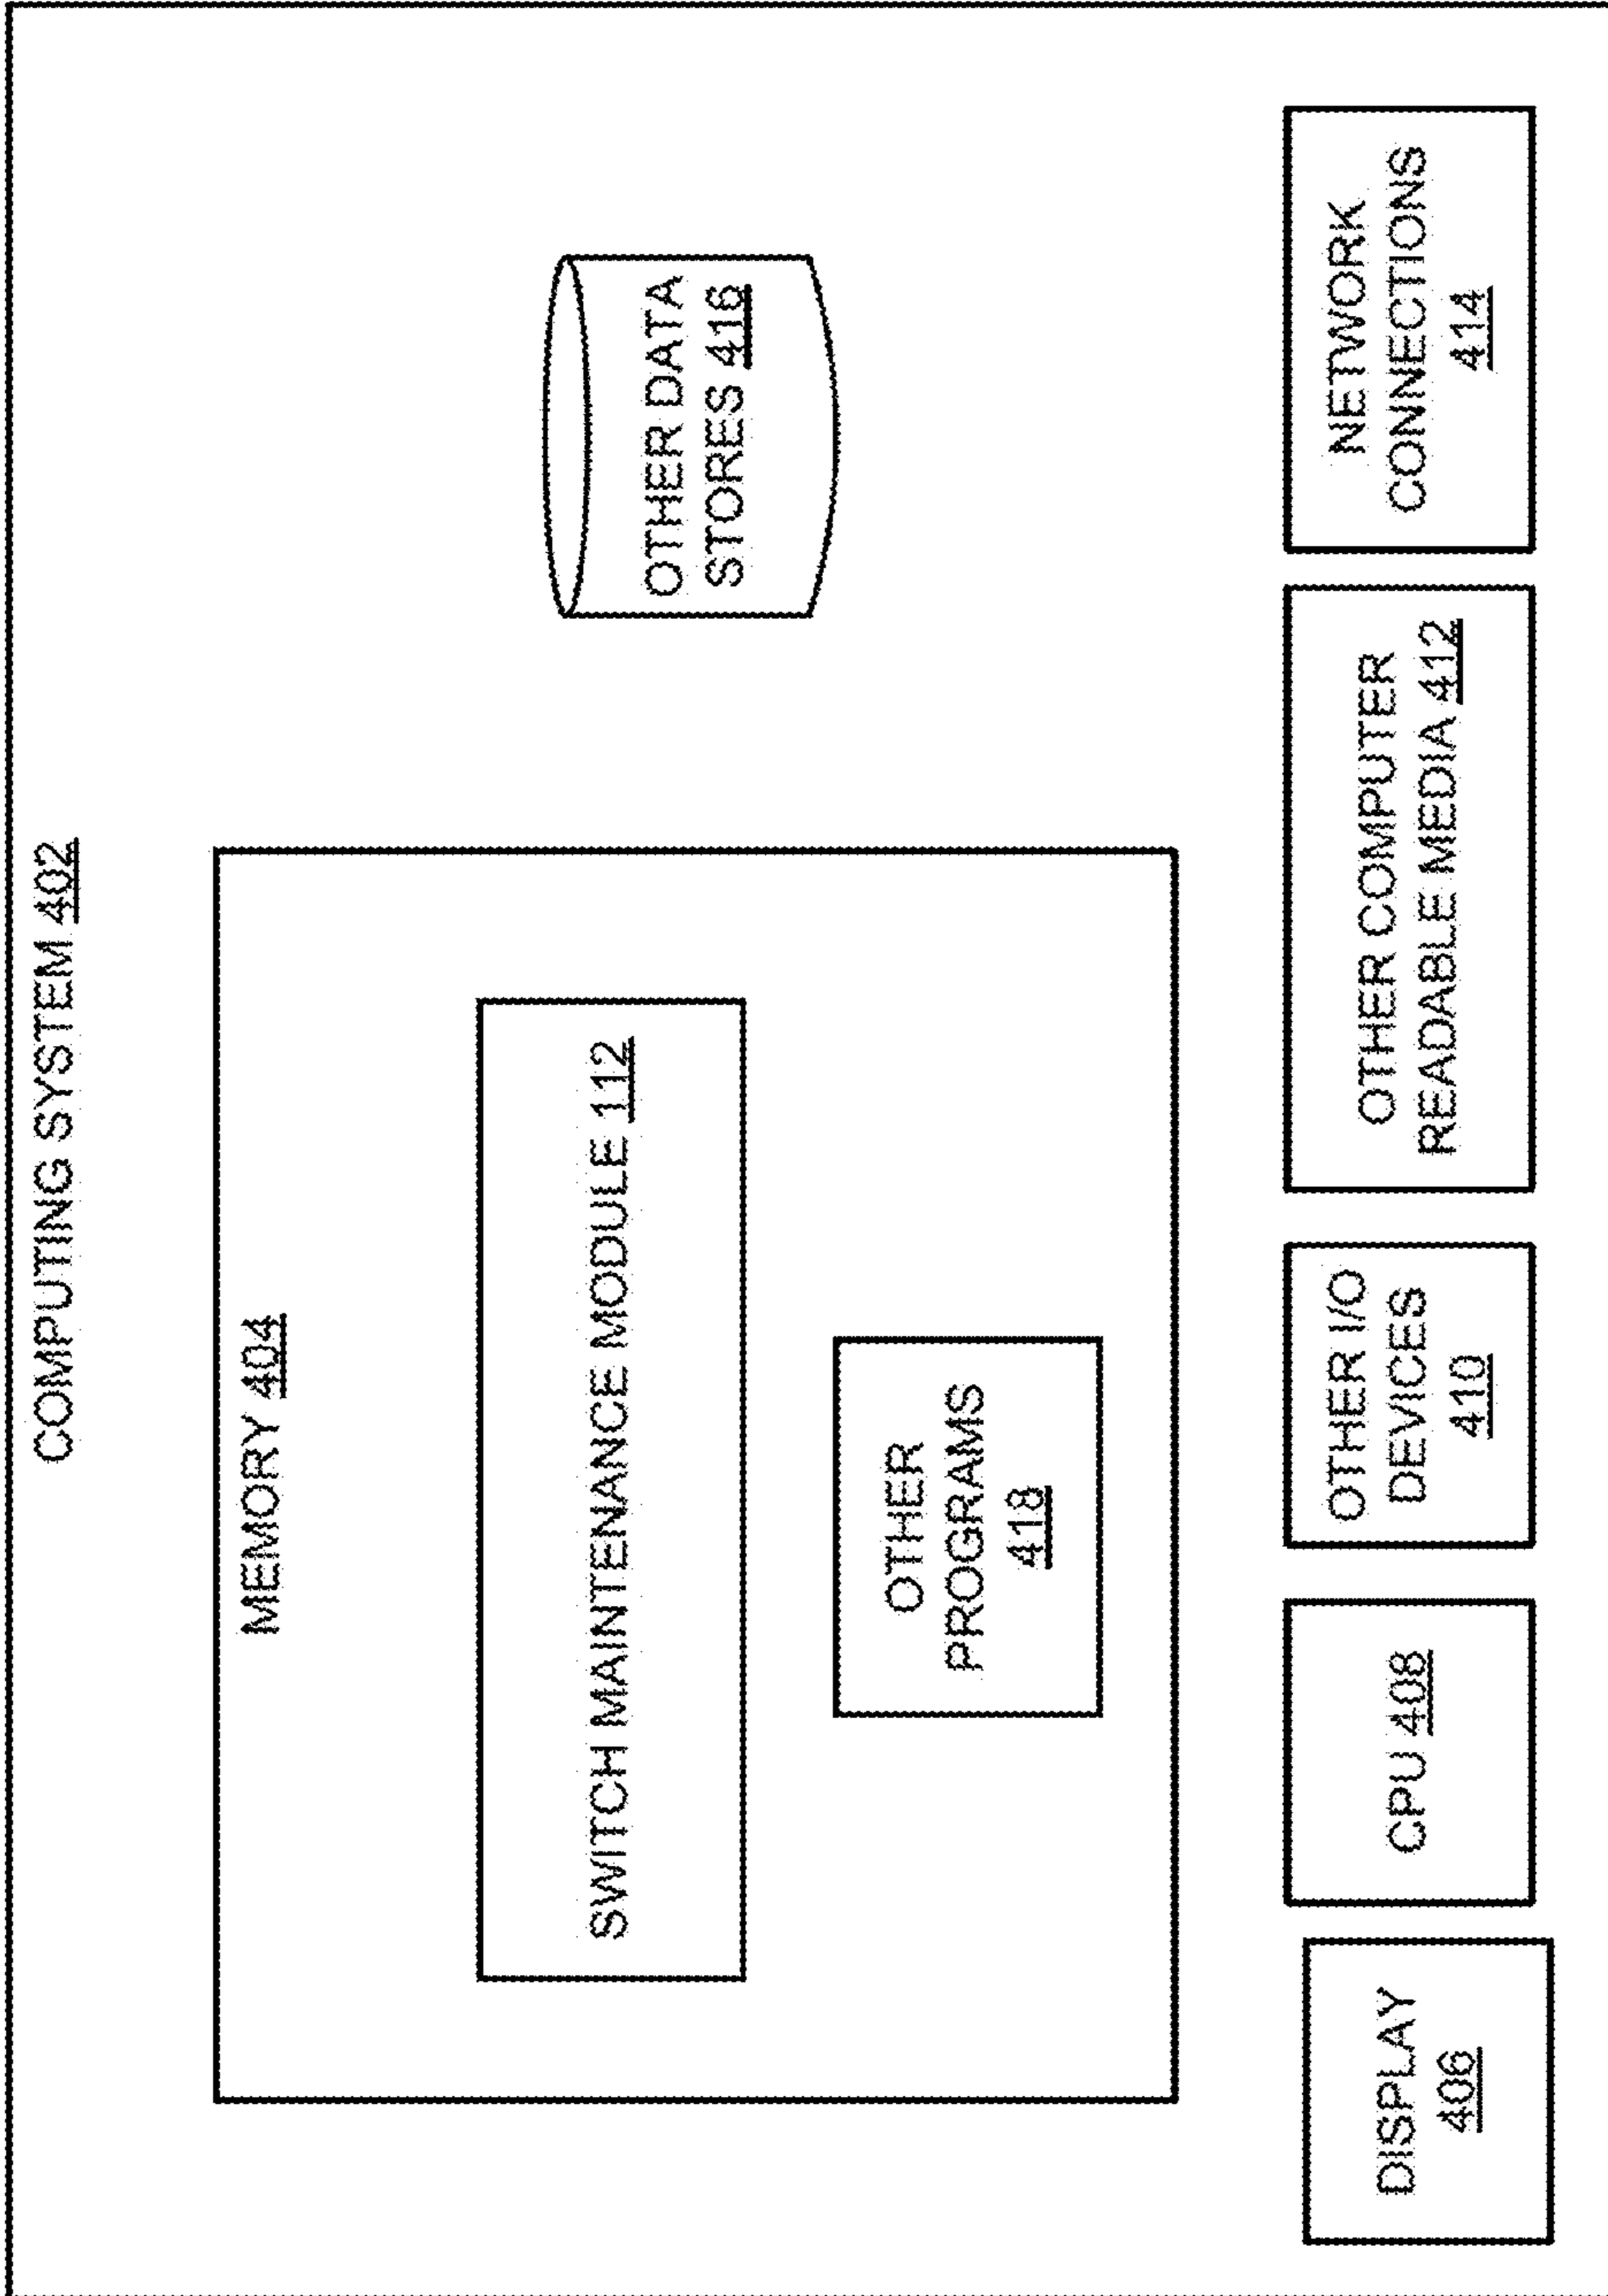 COMPUTING SYSTEM 402
MEMORY 404
SWITCH MAINTENANCE MODULE 112
OTHER
PROGRAMS
418
OTHER DATA
STORES 416
DISPLAY
406
CPU 408
OTHER I/O
DEVICES
410
OTHER COMPUTER
READABLE MEDIA 412
NETWORK
CONNECTIONS
414